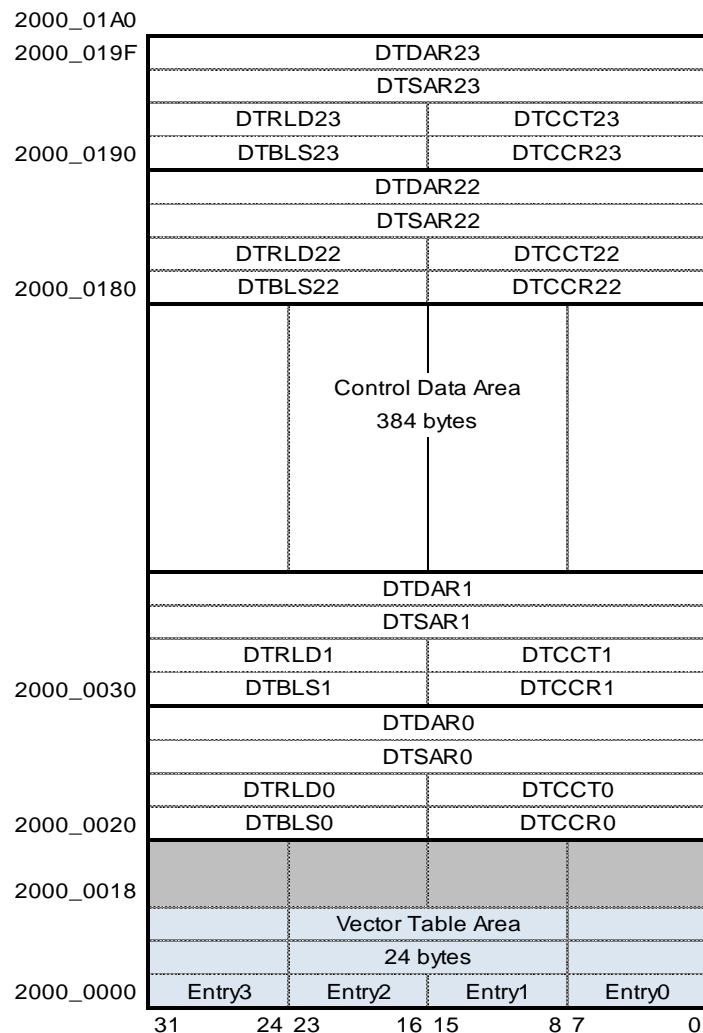 2000_01A0
2000_019F DTDAR23
DTSAR23
DTRLD23 DTCCT23
2000_0190 DTBLS23 DTCCR23
DTDAR22
DTSAR22
DTRLD22 DTCCT22
2000_0180 DTBLS22 DTCCR22
Control Data Area
384 bytes
DTDAR1
DTSAR1
DTRLD1 DTCCT1
2000_0030 DTBLS1 DTCCR1
DTDAR0
DTSAR0
DTRLD0 DTCCT0
2000_0020 DTBLS0 DTCCR0
2000_0018
Vector Table Area
24 bytes
2000_0000 Entry3 Entry2 Entry1 Entry0
31 24 23 16 15 8 7 0